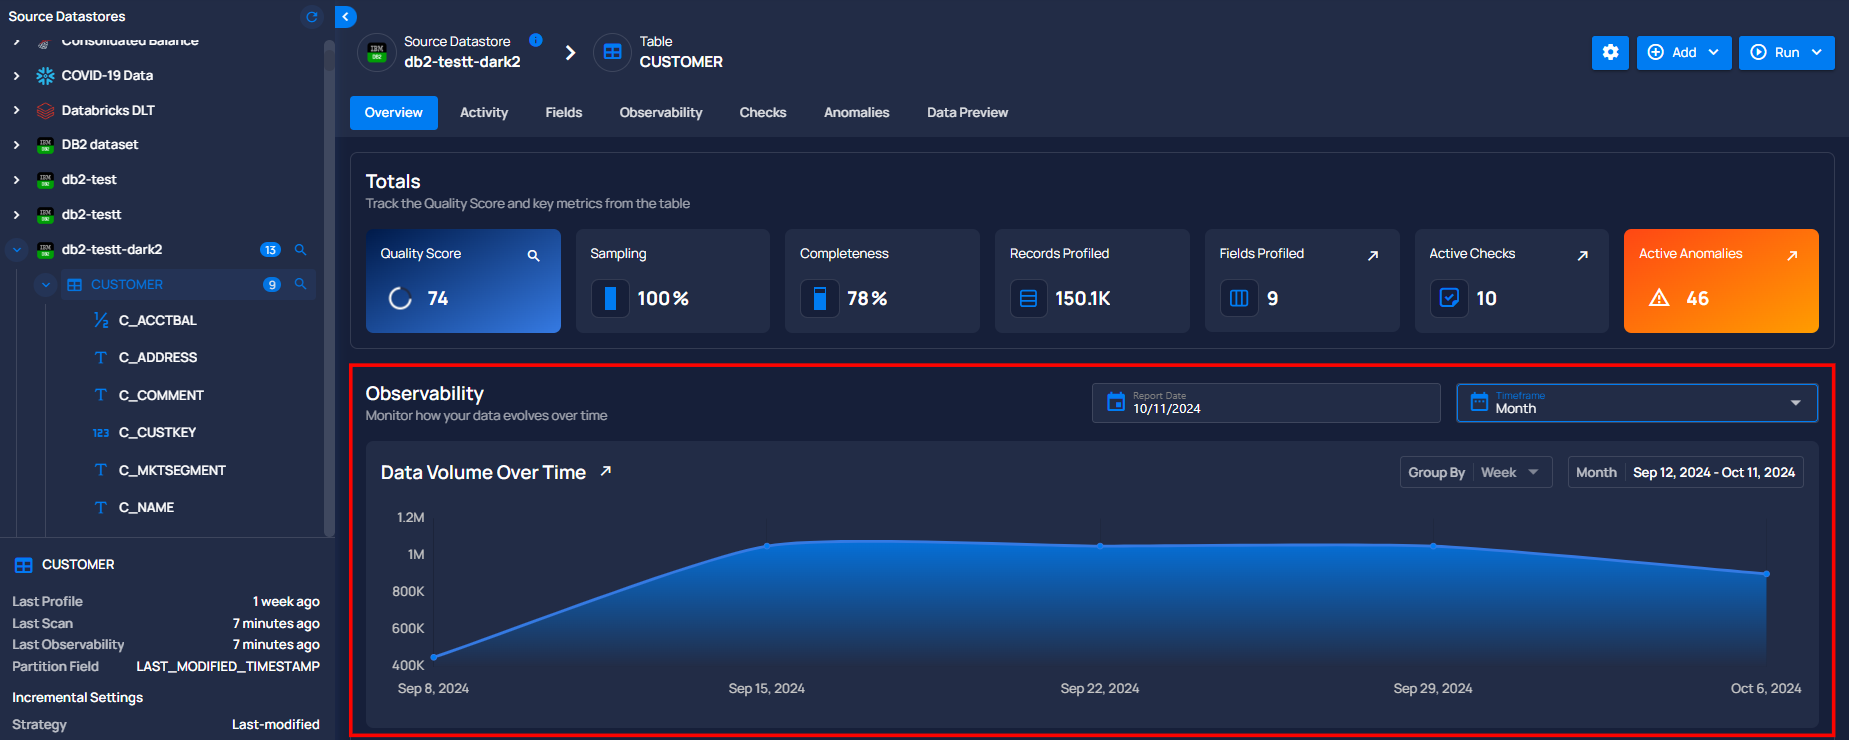 Source Datastores
Consolidated Balance
COVID-19 Data
Databricks DLT
DB2 dataset
db2-test
db2-testt
db2-testt-dark2 13
CUSTOMER 9
C_ACCTBAL
C_ADDRESS
C_COMMENT
123 C_CUSTKEY
C_MKTSEGMENT
C_NAME
CUSTOMER
Last Profile 1 week ago
Last Scan 7 minutes ago
Last Observability 7 minutes ago
Partition Field LAST_MODIFIED_TIMESTAMP
Incremental Settings
Strategy Last-modified
Source Datastore
db2-testt-dark2
Table
CUSTOMER
Add
Run
Overview Activity Fields Observability Checks Anomalies Data Preview
Totals
Track the Quality Score and key metrics from the table
Quality Score
74
Sampling
100%
Completeness
78%
Records Profiled
150.1K
Fields Profiled
9
Active Checks
10
Active Anomalies
46
Observability
Monitor how your data evolves over time
Report Date
10/11/2024
Timeframe
Month
Data Volume Over Time
Group By Week
Month Sep 12, 2024 - Oct 11, 2024
1.2M
1M
800K
600K
400K
Sep 8, 2024 Sep 15, 2024 Sep 22, 2024 Sep 29, 2024 Oct 6, 2024